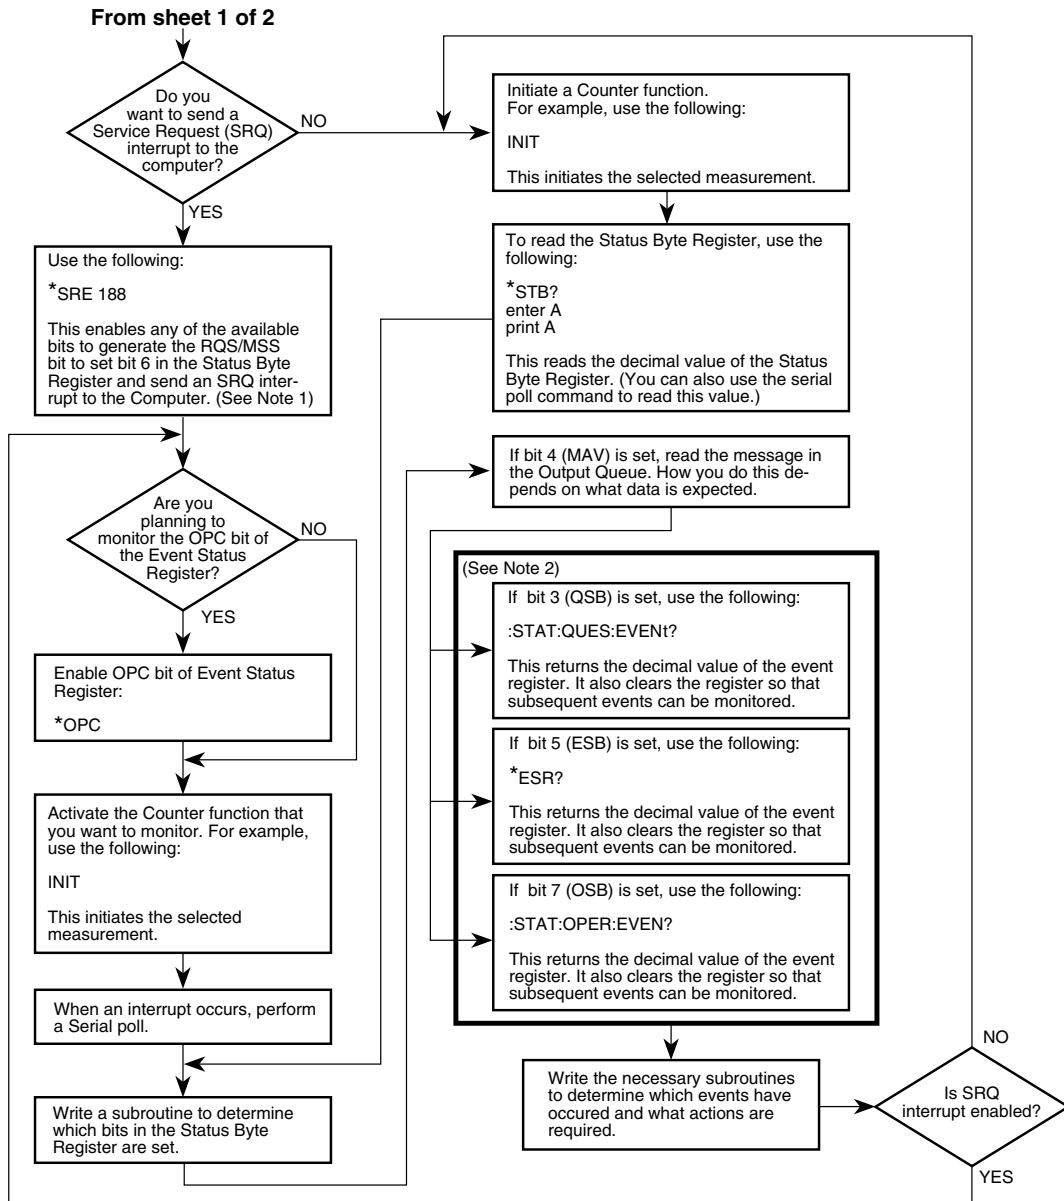 From sheet 1 of 2
Do you
want to send a
Service Request (SRQ)
interrupt to the
computer?
NO
YES
Use the following:
*SRE 188
This enables any of the available
bits to generate the RQS/MSS
bit to set bit 6 in the Status Byte
Register and send an SRQ inter-
rupt to the Computer. (See Note 1)
Are you
planning to
monitor the OPC bit of
the Event Status
Register?
NO
YES
Enable OPC bit of Event Status
Register:
*OPC
Activate the Counter function that
you want to monitor. For example,
use the following:
INIT
This initiates the selected
measurement.
When an interrupt occurs, perform
a Serial poll.
Write a subroutine to determine
which bits in the Status Byte
Register are set.
Initiate a Counter function.
For example, use the following:
INIT
This initiates the selected measurement.
To read the Status Byte Register, use the
following:
*STB?
enter A
print A
This reads the decimal value of the Status
Byte Register. (You can also use the serial
poll command to read this value.)
If bit 4 (MAV) is set, read the message in
the Output Queue. How you do this de-
pends on what data is expected.
(See Note 2)
If bit 3 (QSB) is set, use the following:
:STAT:QUES:EVENt?
This returns the decimal value of the event
register. It also clears the register so that
subsequent events can be monitored.
If bit 5 (ESB) is set, use the following:
*ESR?
This returns the decimal value of the event
register. It also clears the register so that
subsequent events can be monitored.
If bit 7 (OSB) is set, use the following:
:STAT:OPER:EVEN?
This returns the decimal value of the event
register. It also clears the register so that
subsequent events can be monitored.
Write the necessary subroutines
to determine which events have
occured and what actions are
required.
NO
Is SRQ
interrupt enabled?
YES